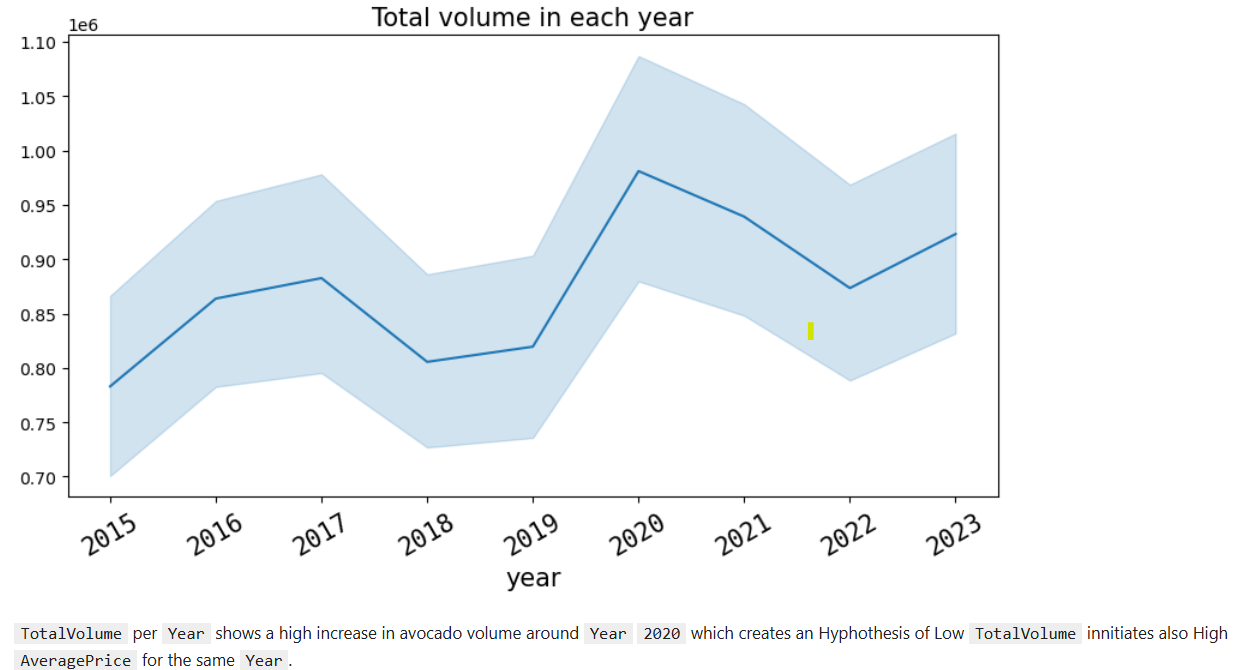 Total volume in each year
1e6
1.10
1.05
1.00
0.95
0.90
0.85
0.80
0.75
0.70
2015 2016 2017 2018 2019 2020 2021 2022 2023
year
TotalVolume per Year shows a high increase in avocado volume around Year 2020 which creates an Hyphothesis of Low TotalVolume innitiates also High
AveragePrice for the same Year.